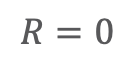 R = 0